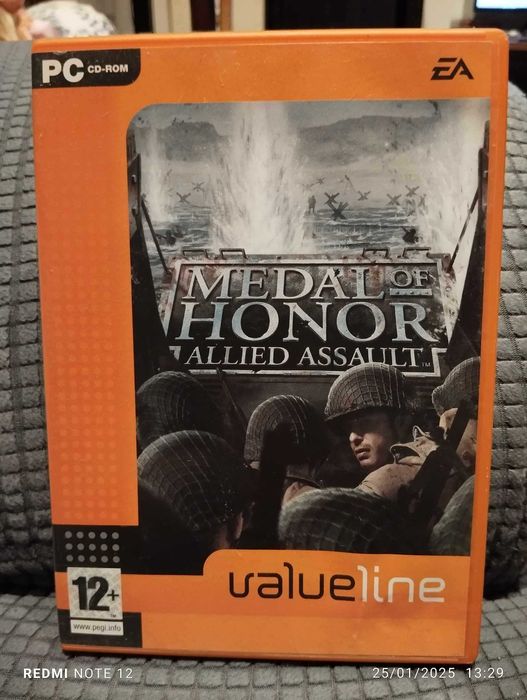 PC CD-ROM
EA
MEDAL OF
HONOR
ALLIED ASSAULT™
valueline
12+
www.pegi.info
REDMI NOTE 12
25/01/2025 13:29